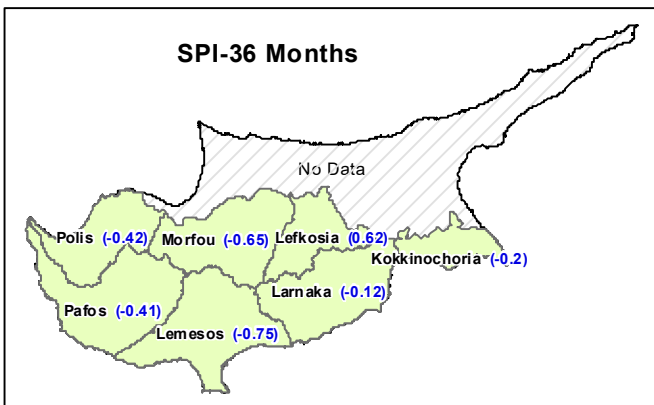 SPI-36 Months
No Data
Polis (-0.42)
Morfou (-0.65)
Lefkosia (0.62)
Kokkinochoria (-0.2)
Larnaka (-0.12)
Pafos (-0.41)
Lemesos (-0.75)